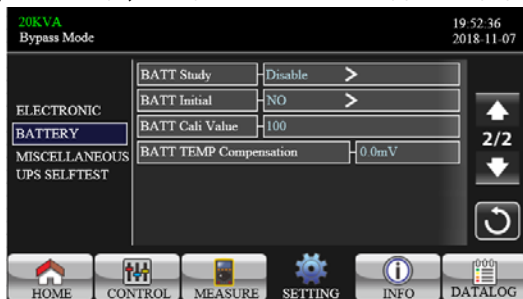 20KVA
Bypass Mode
19:52:36
2018-11-07
ELECTRONIC
BATTERY
MISCELLANEOUS
UPS SELFTEST
BATT Study Disable >
BATT Initial NO >
BATT Cali Value 100
BATT TEMP Compensation 0.0mV
2/2
HOME CONTROL MEASURE SETTING INFO DATALOG